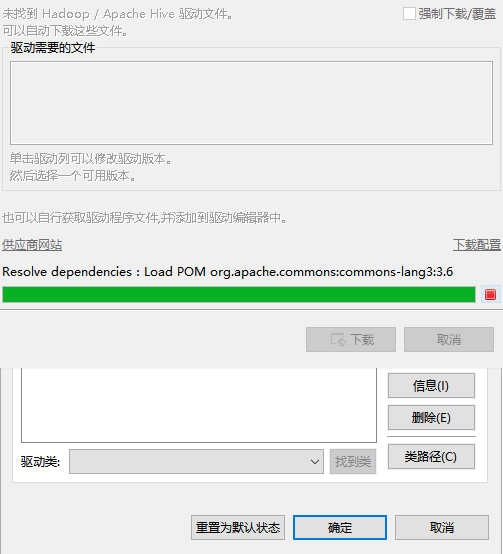 未找到 Hadoop / Apache Hive 驱动文件。
强制下载/覆盖
可以自动下载这些文件。
驱动需要的文件
单击驱动列可以修改驱动版本。
然后选择一个可用版本。
也可以自行获取驱动程序文件,并添加到驱动编辑器中。
供应商网站
下载配置
Resolve dependencies : Load POM org.apache.commons:commons-lang3:3.6
下载
取消
信息(I)
删除(E)
类路径(C)
驱动类:
找到类
重置为默认状态
确定
取消